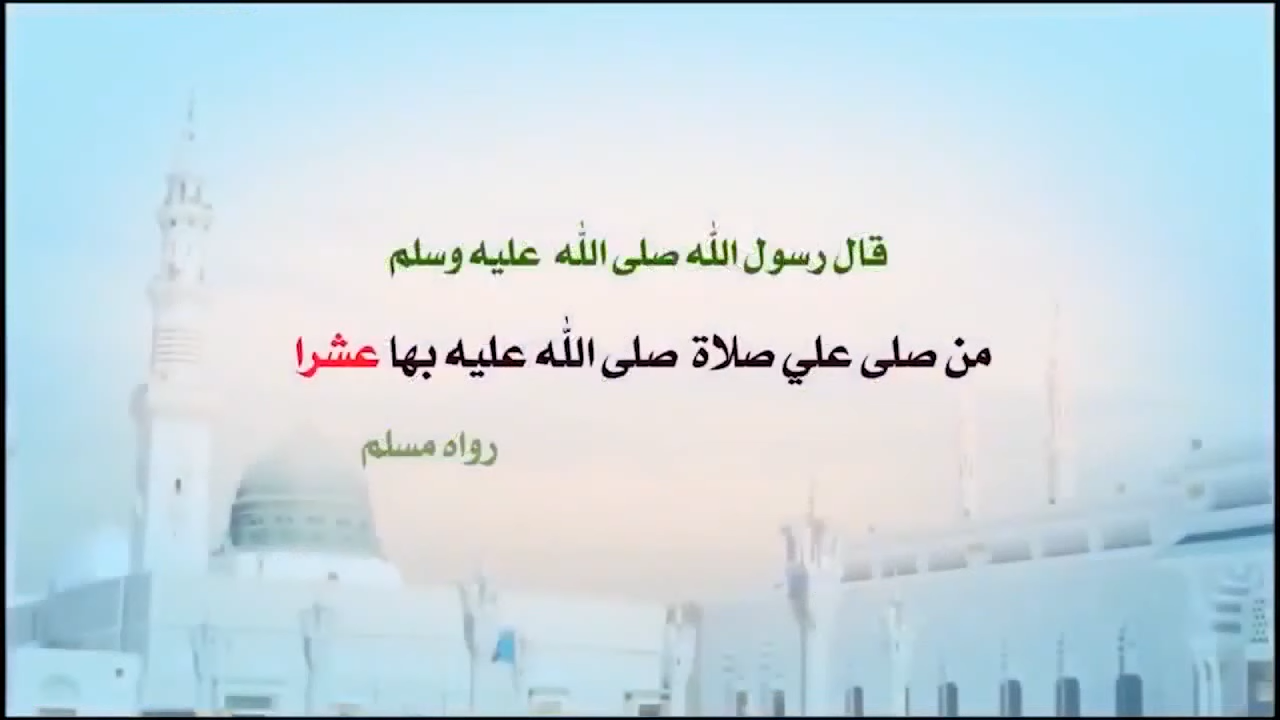 قال رسول الله صلى الله عليه وسلم
من صلى علي صلاة صلى الله عليه بها عشرا
رواه مسلم